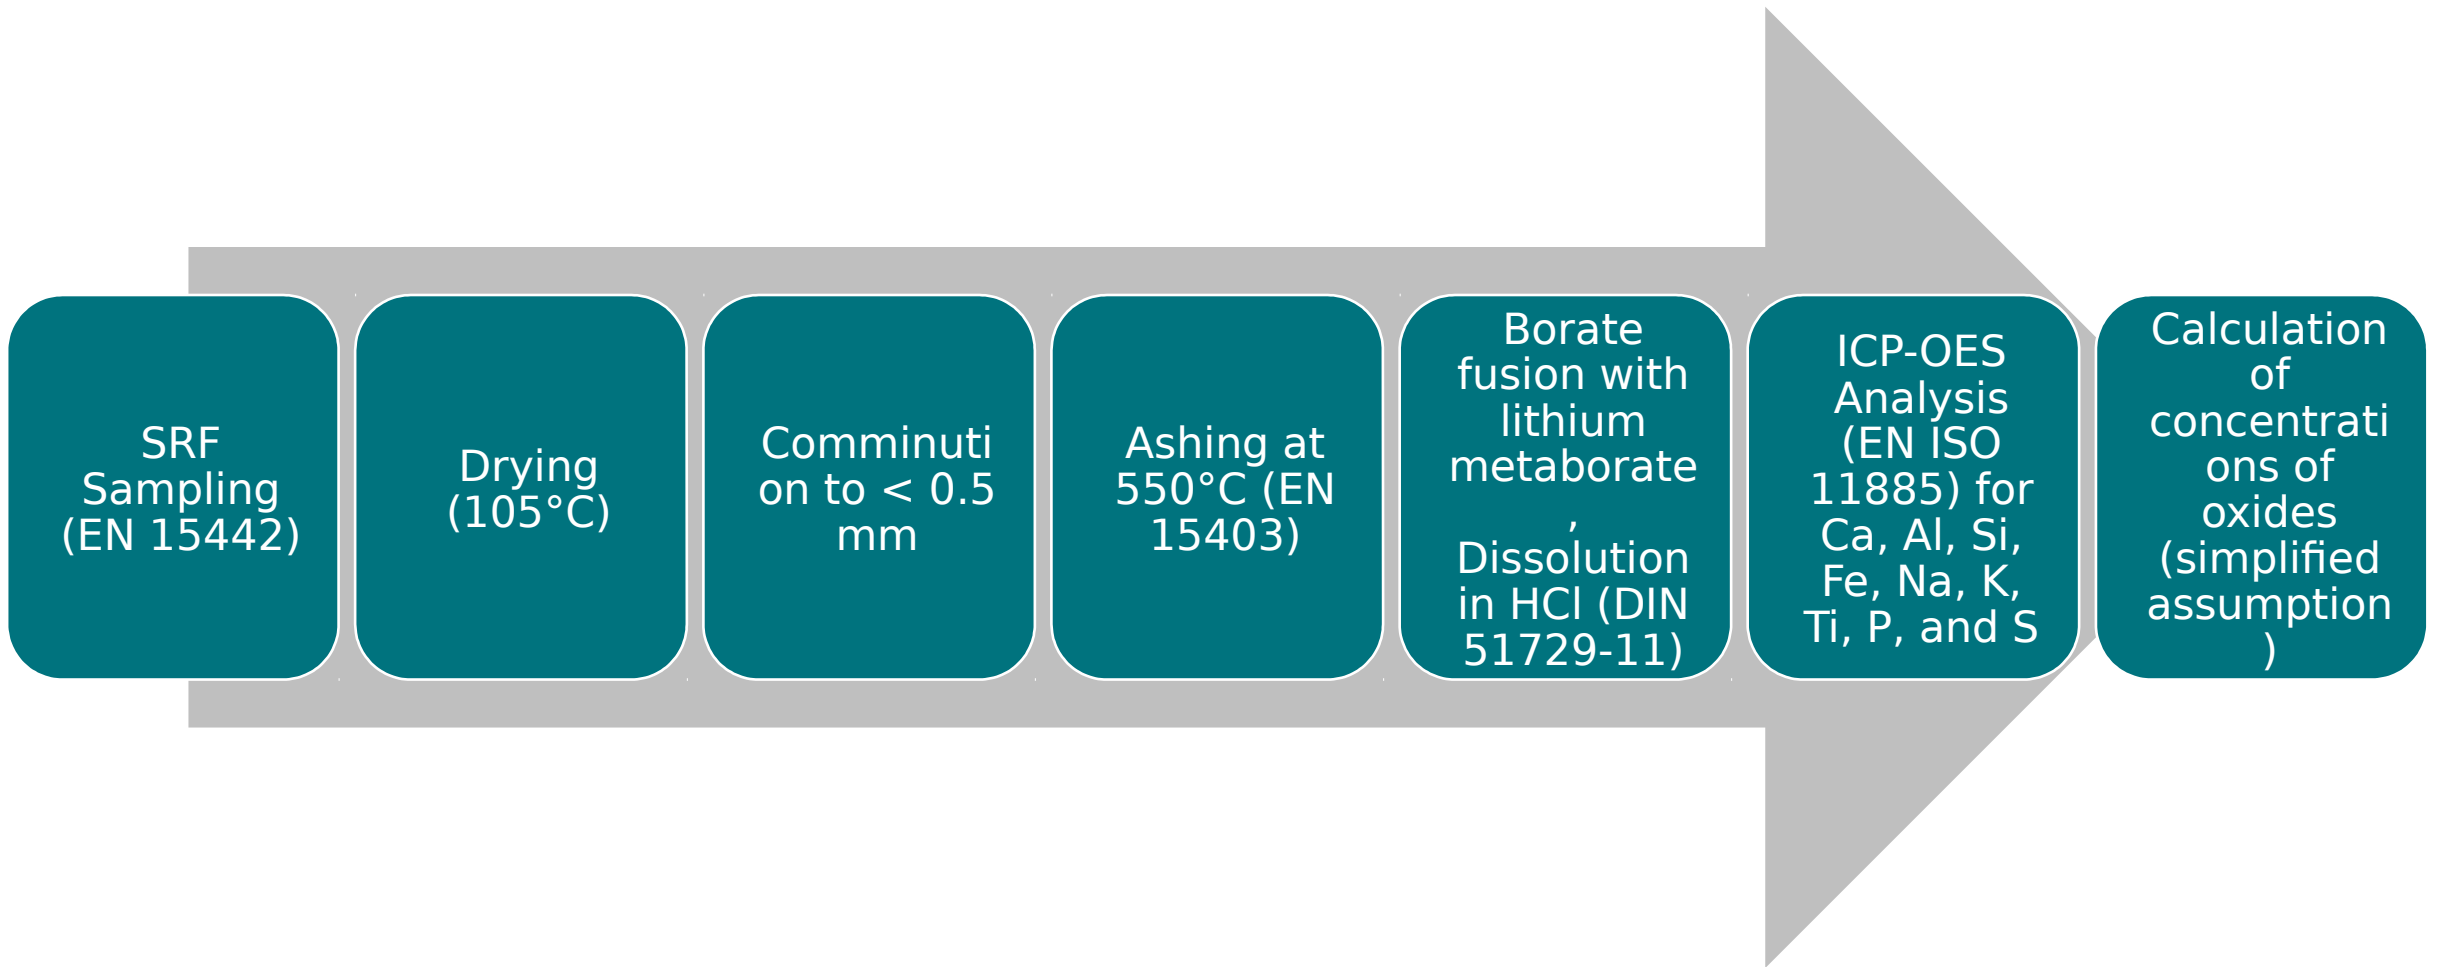 SRF
Sampling
(EN 15442)
Drying
(105°C)
Comminuti
on to < 0.5
mm
Ashing at
550°C (EN
15403)
Borate
fusion with
lithium
metaborate
,
Dissolution
in HCl (DIN
51729-11)
ICP-OES
Analysis
(EN ISO
11885) for
Ca, Al, Si,
Fe, Na, K,
Ti, P, and S
Calculation
of
concentrati
ons of
oxides
(simplified
assumption
)